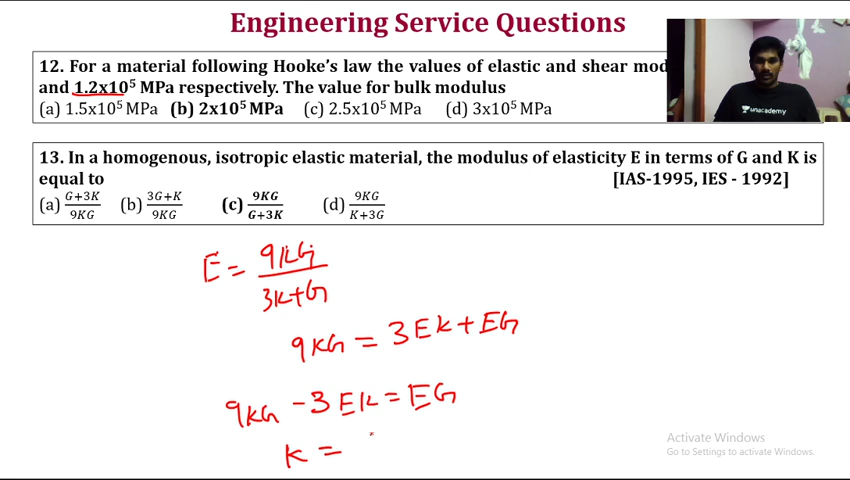 Engineering Service Questions
12. For a material following Hooke's law the values of elastic and shear mod
and 1.2x10⁵ MPa respectively. The value for bulk modulus
(a) 1.5x10⁵ MPa (b) 2x10⁵ MPa (c) 2.5x10⁵ MPa (d) 3x10⁵ MPa
unacademy
13. In a homogenous, isotropic elastic material, the modulus of elasticity E in terms of G and K is
equal to [IAS-1995, IES - 1992]
(a) G+3K/9KG (b) 3G+K/9KG (c) 9KG/G+3K (d) 9KG/K+3G
E = 9KG/3K+G
9KG = 3EK + EG
9KG - 3EK = EG
K =
Activate Windows
Go to Settings to activate Windows.